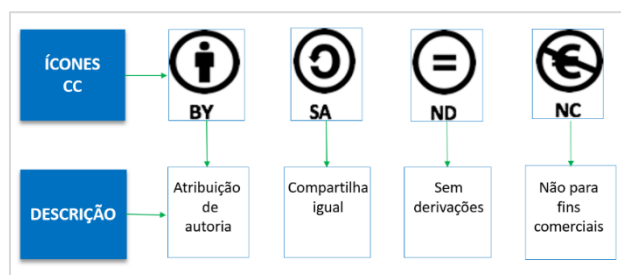 ÍCONES
CC
BY
SA
ND
NC
DESCRIÇÃO
Atribuição
de
autoria
Compartilha
igual
Sem
derivações
Não para
fins
comerciais